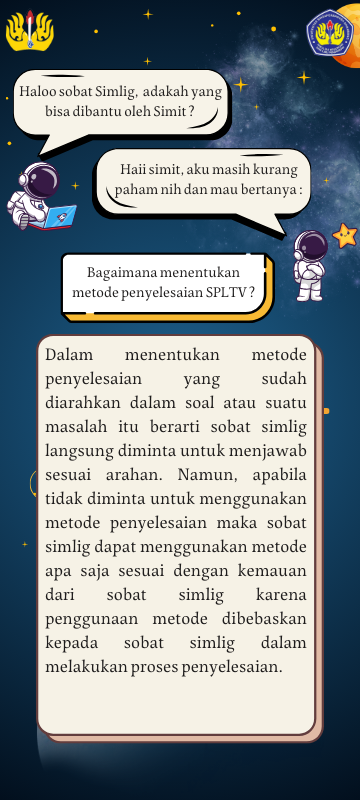 Haloo sobat Simlig, adakah yang
bisa dibantu oleh Simit ?
Haii simit, aku masih kurang
paham nih dan mau bertanya :
Bagaimana menentukan
metode penyelesaian SPLTV ?
Dalam menentukan metode
penyelesaian yang sudah
diarahkan dalam soal atau suatu
masalah itu berarti sobat simlig
langsung diminta untuk menjawab
sesuai arahan. Namun, apabila
tidak diminta untuk menggunakan
metode penyelesaian maka sobat
simlig dapat menggunakan metode
apa saja sesuai dengan kemauan
dari sobat simlig karena
penggunaan metode dibebaskan
kepada sobat simlig dalam
melakukan proses penyelesaian.